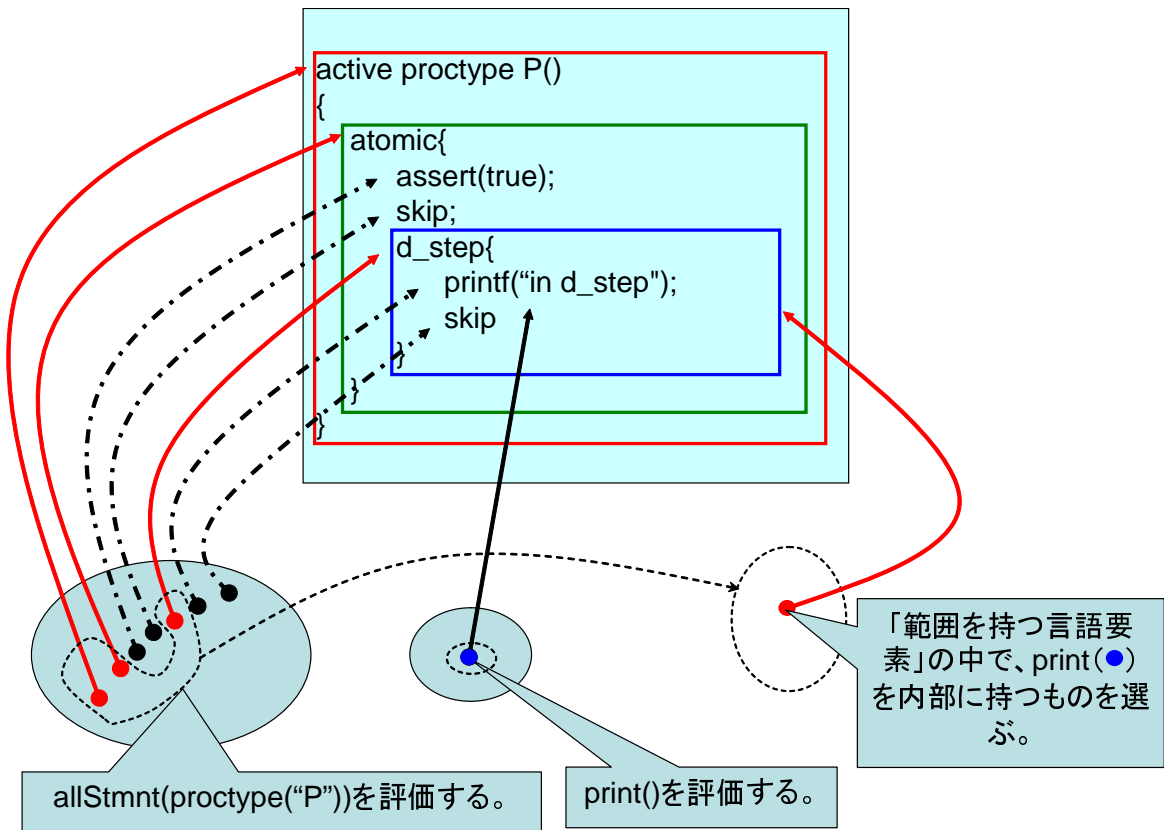 active proctype P()
{
atomic{
assert(true);
skip;
d_step{
printf(“in d_step");
skip
}
}
}
「範囲を持つ言語要
素」の中で、print(●)
を内部に持つものを選
ぶ。
allStmnt(proctype(“P”))を評価する。
print()を評価する。